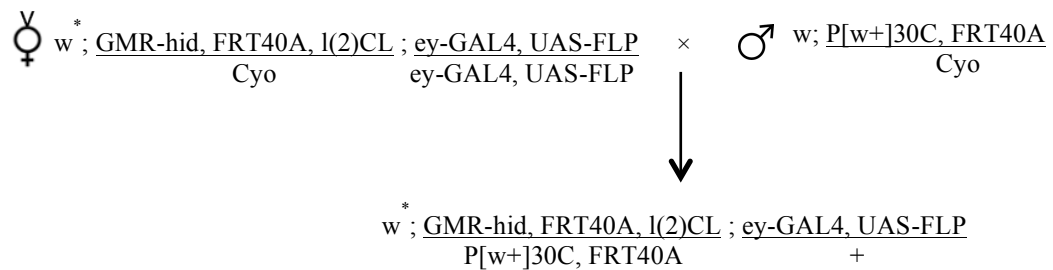 w*; GMR-hid, FRT40A, l(2)CL ; ey-GAL4, UAS-FLP × w; P[w+]30C, FRT40A
Cyo ey-GAL4, UAS-FLP Cyo
w*; GMR-hid, FRT40A, l(2)CL ; ey-GAL4, UAS-FLP
P[w+]30C, FRT40A +